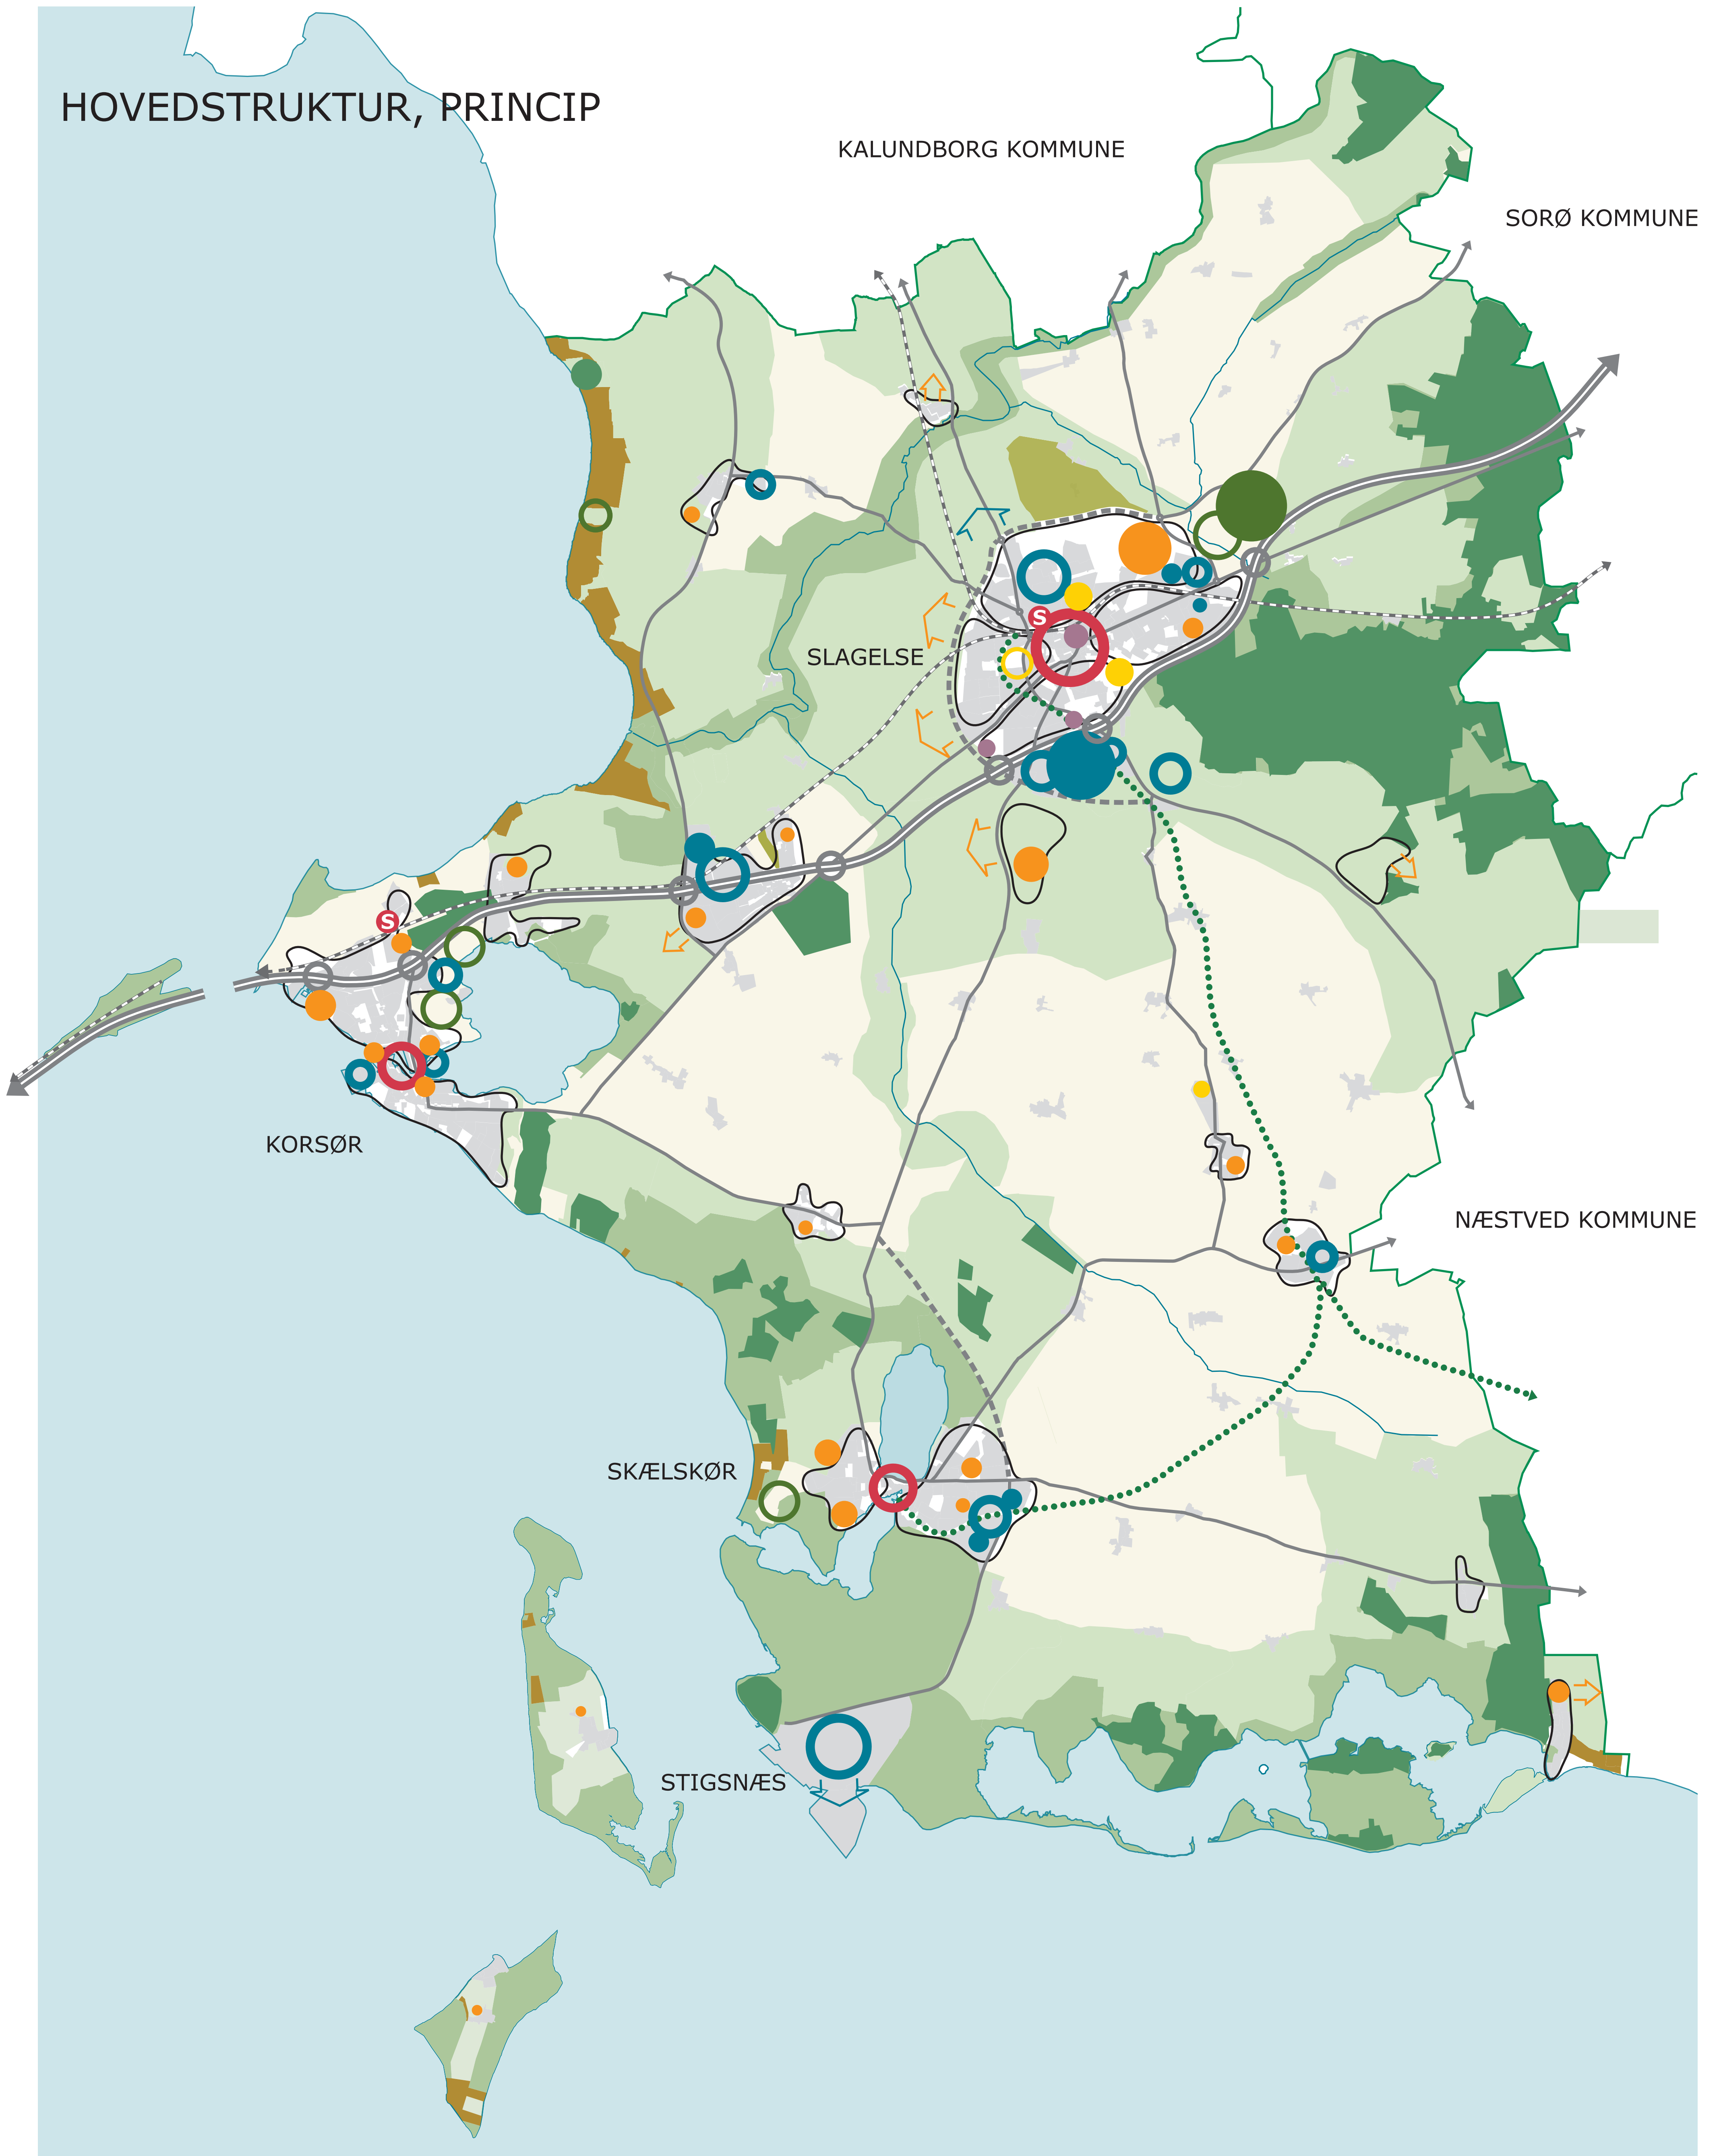 HOVEDSTRUKTUR, PRINCIP
KALUNDBORG KOMMUNE
SORØ KOMMUNE
S
SLAGELSE
S
KORSØR
NÆSTVED KOMMUNE
SKÆLSKØR
STIGSNÆS